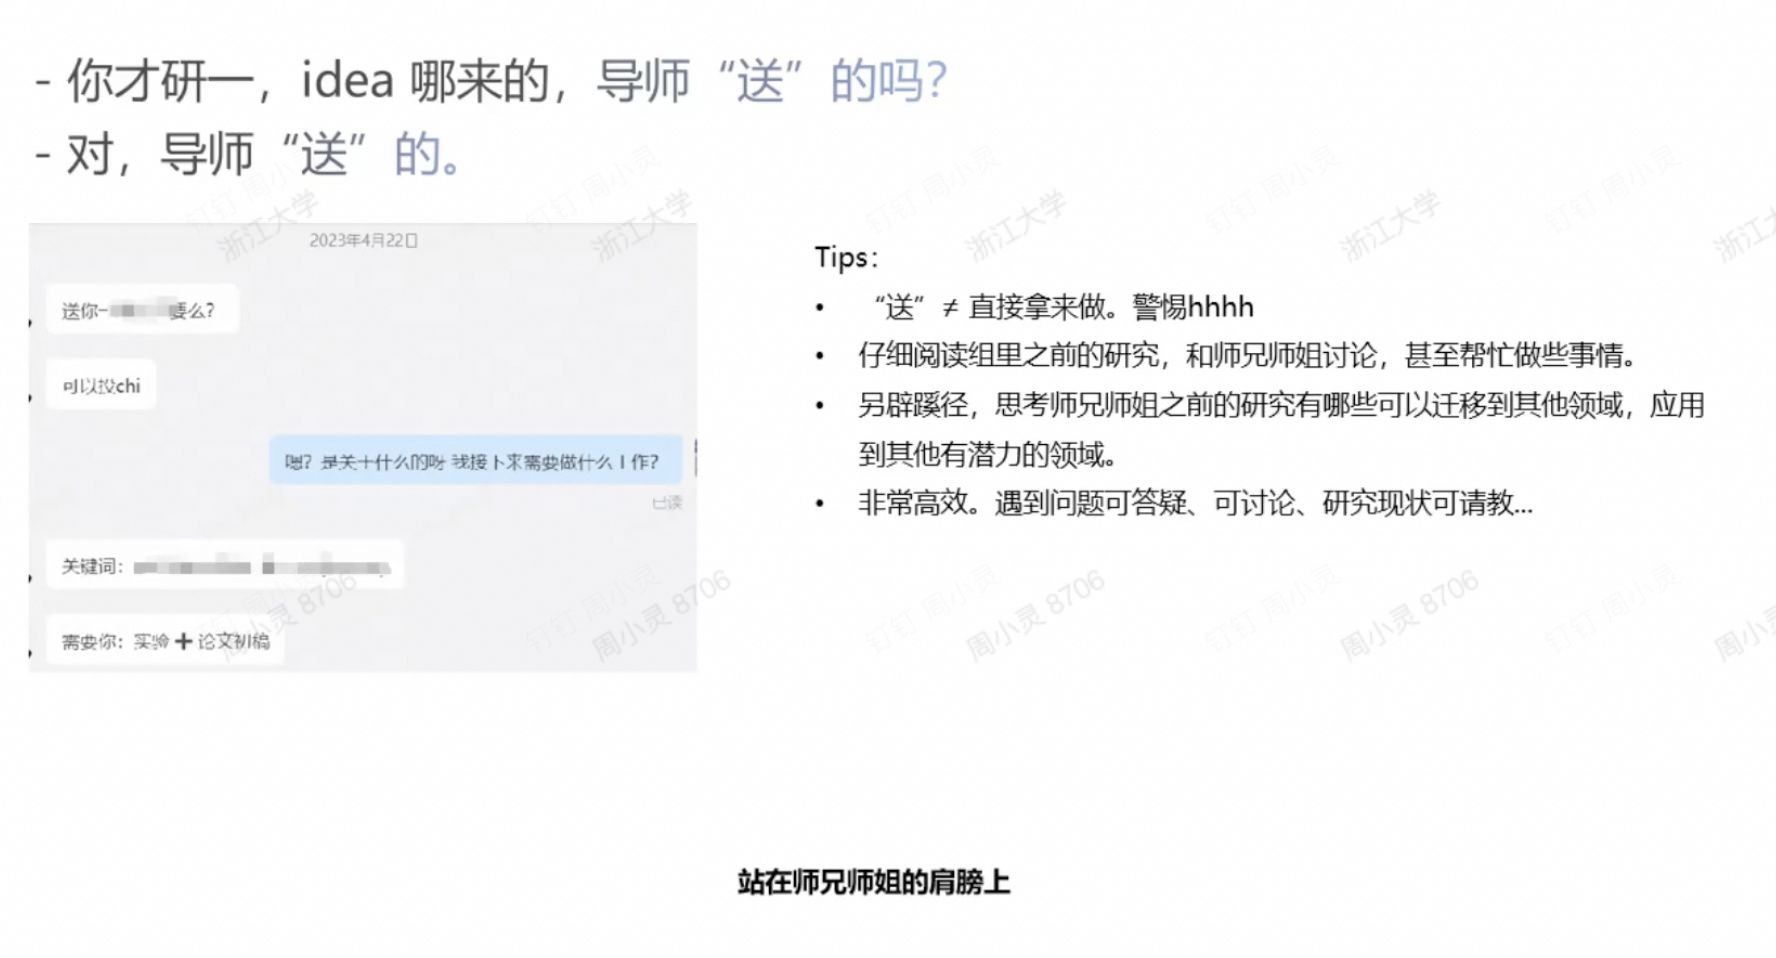 - 你才研一，idea 哪来的，导师“送”的吗？
- 对，导师“送”的。
2023年4月22日
送你一 要么？
可以投chi
嗯？是关于什么的呀 我接下来需要做什么工作？
已读
关键词：
需要你：实验➕论文初稿
Tips：
• “送” ≠ 直接拿来做。警惕hhhh
• 仔细阅读组里之前的研究，和师兄师姐讨论，甚至帮忙做些事情。
• 另辟蹊径，思考师兄师姐之前的研究有哪些可以迁移到其他领域，应用
到其他有潜力的领域。
• 非常高效。遇到问题可答疑、可讨论、研究现状可请教...
站在师兄师姐的肩膀上
钉钉 周小灵
浙江大学
周小灵 8706